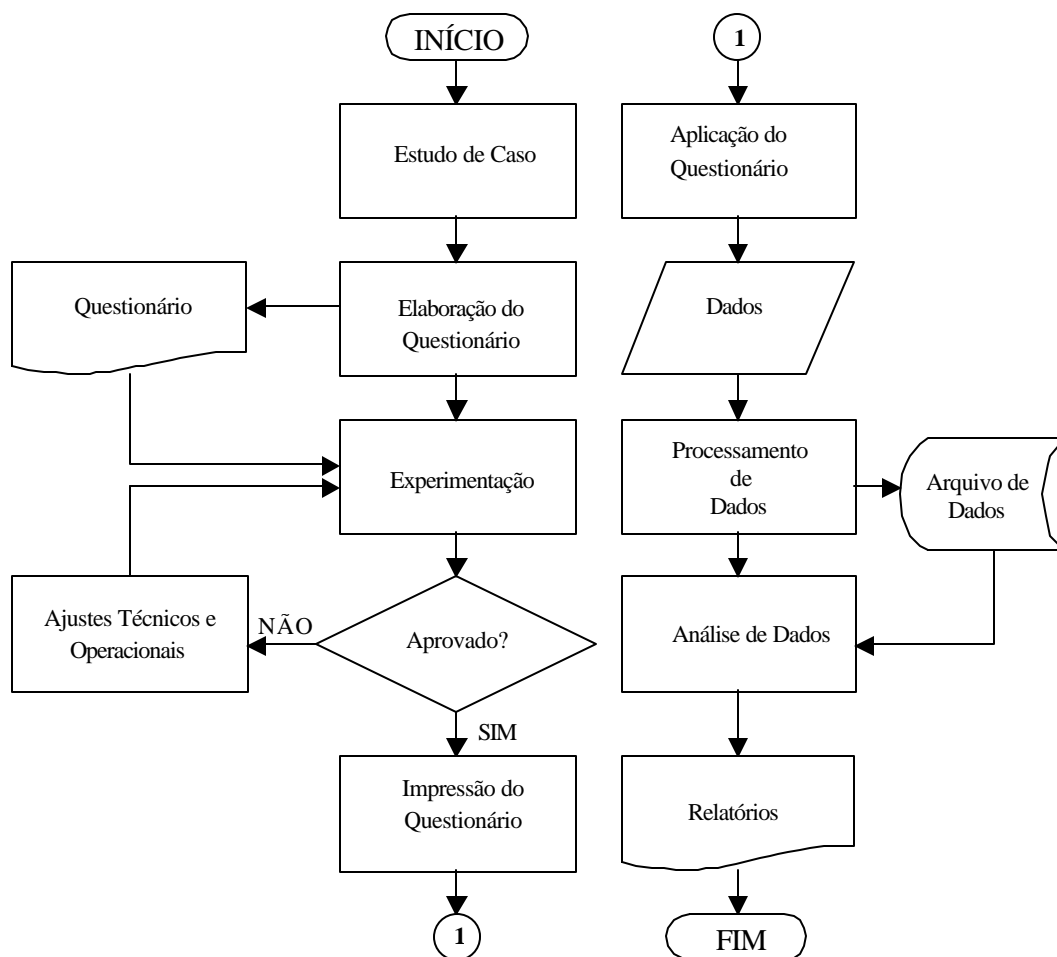 INÍCIO
Estudo de Caso
Questionário
Elaboração do
Questionário
Experimentação
Ajustes Técnicos e
Operacionais
NÃO
Aprovado?
SIM
Impressão do
Questionário
1
1
Aplicação do
Questionário
Dados
Processamento
de
Dados
Arquivo de
Dados
Análise de Dados
Relatórios
FIM